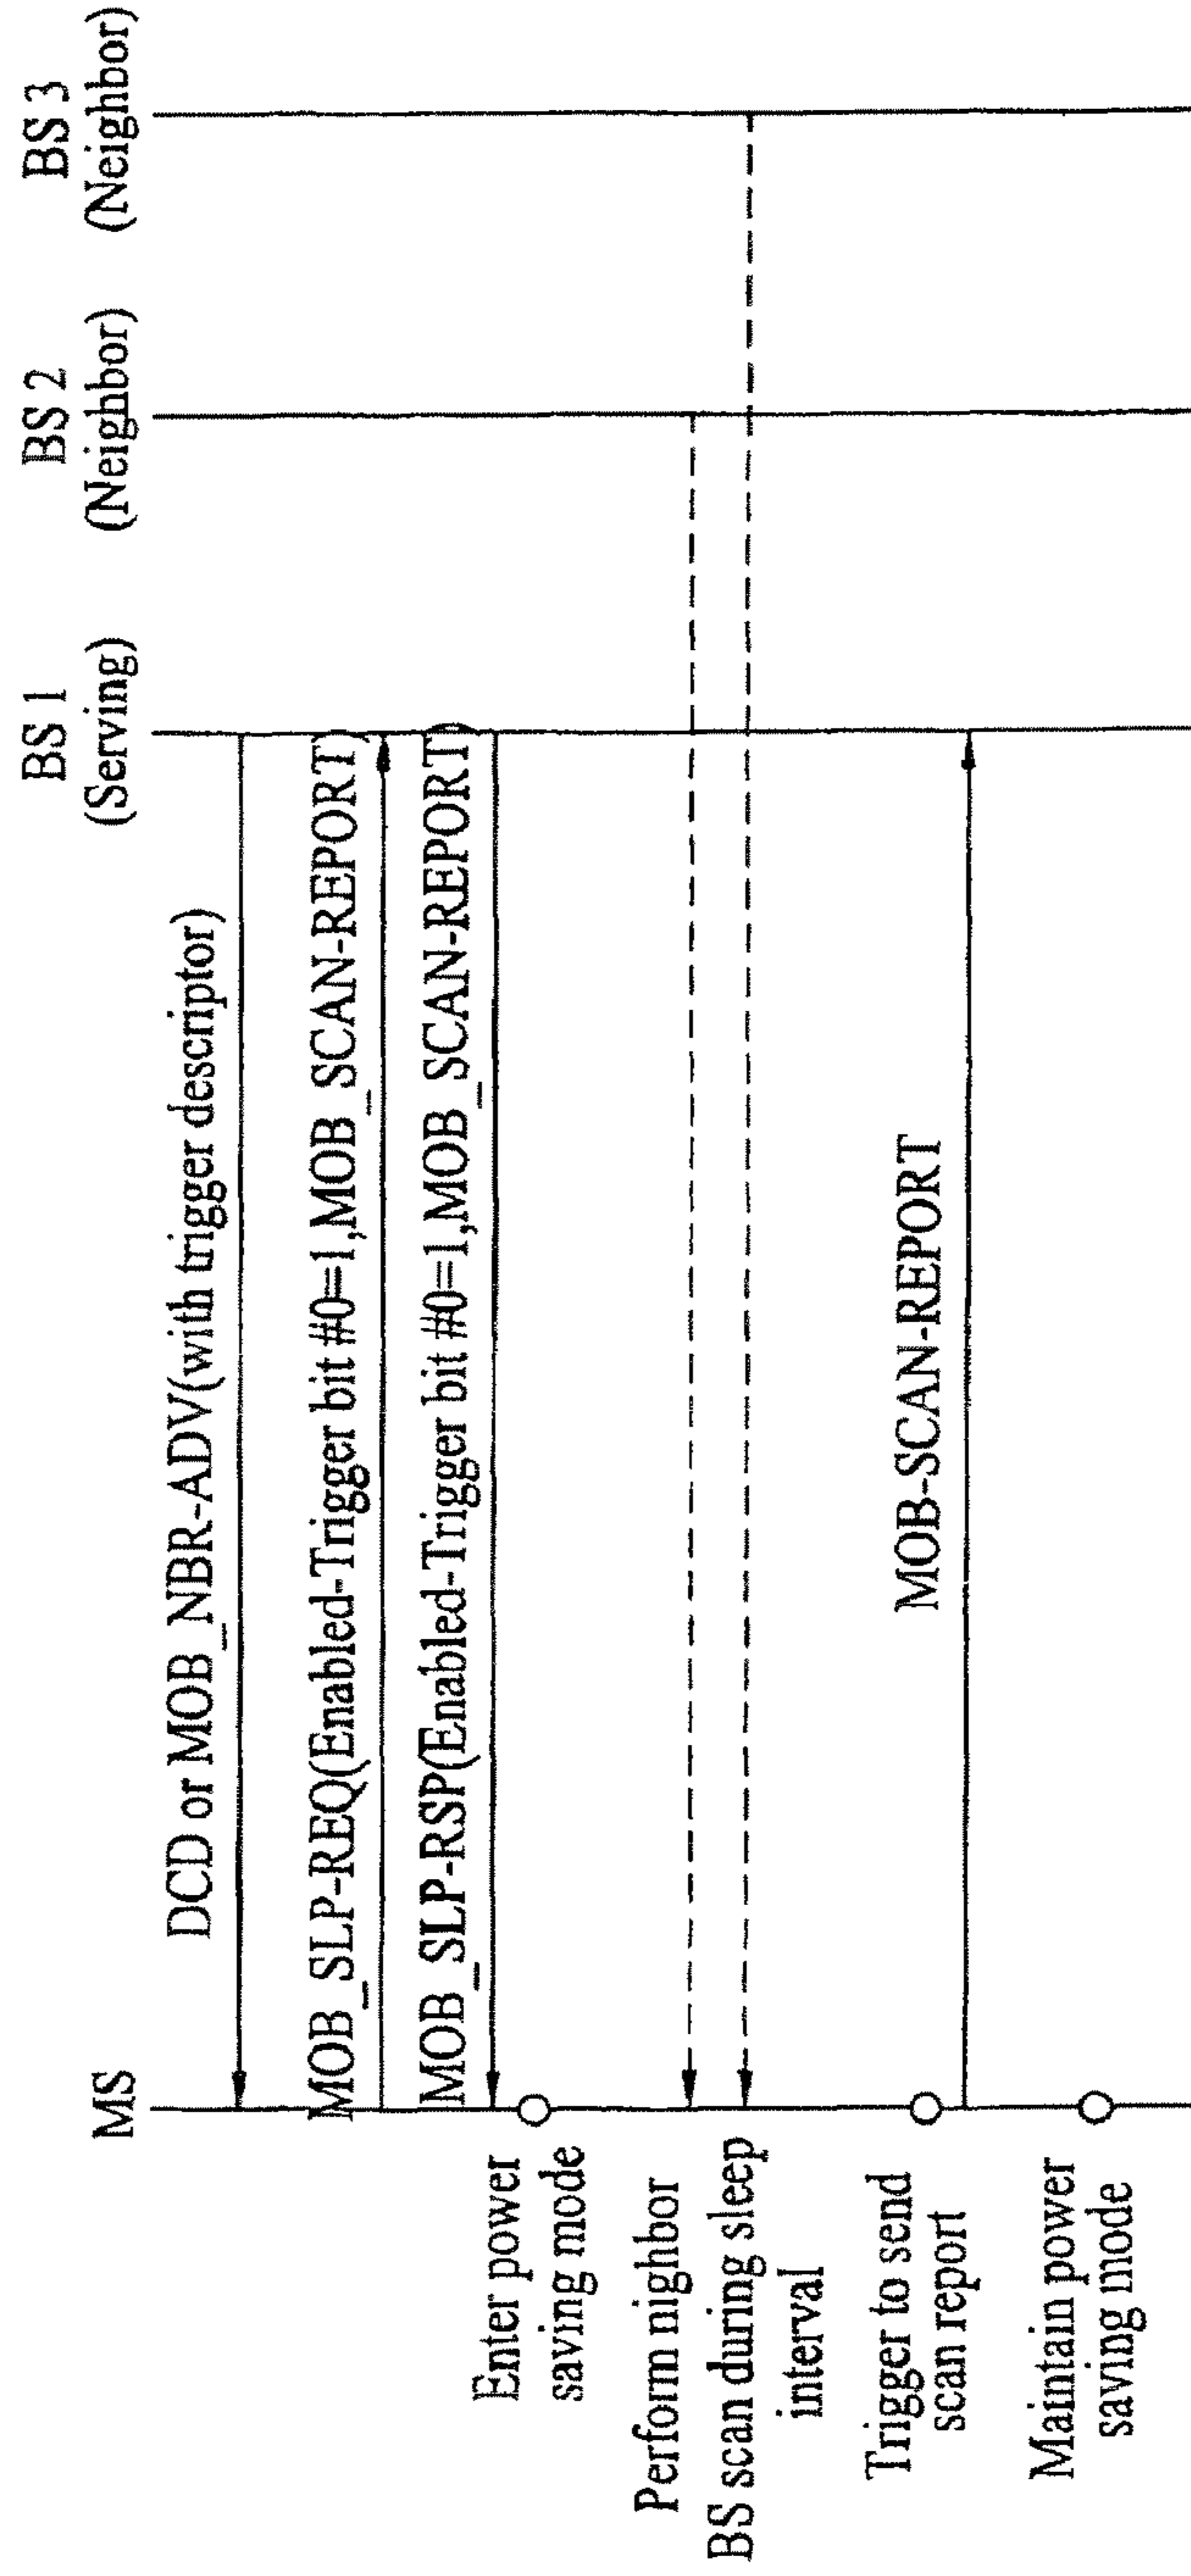 MS
BS 1
(Serving)
BS 2
(Neighbor)
BS 3
(Neighbor)
DCD or MOB_NBR-ADV(with trigger descriptor)
MOB_SLP-REQ(Enabled-Trigger bit #0=1,MOB_SCAN-REPORT)
MOB_SLP-RSP(Enabled-Trigger bit #0=1,MOB_SCAN-REPORT)
Enter power
saving mode
Perform nighbor
BS scan during sleep
interval
Trigger to send
scan report
MOB-SCAN-REPORT
Maintain power
saving mode